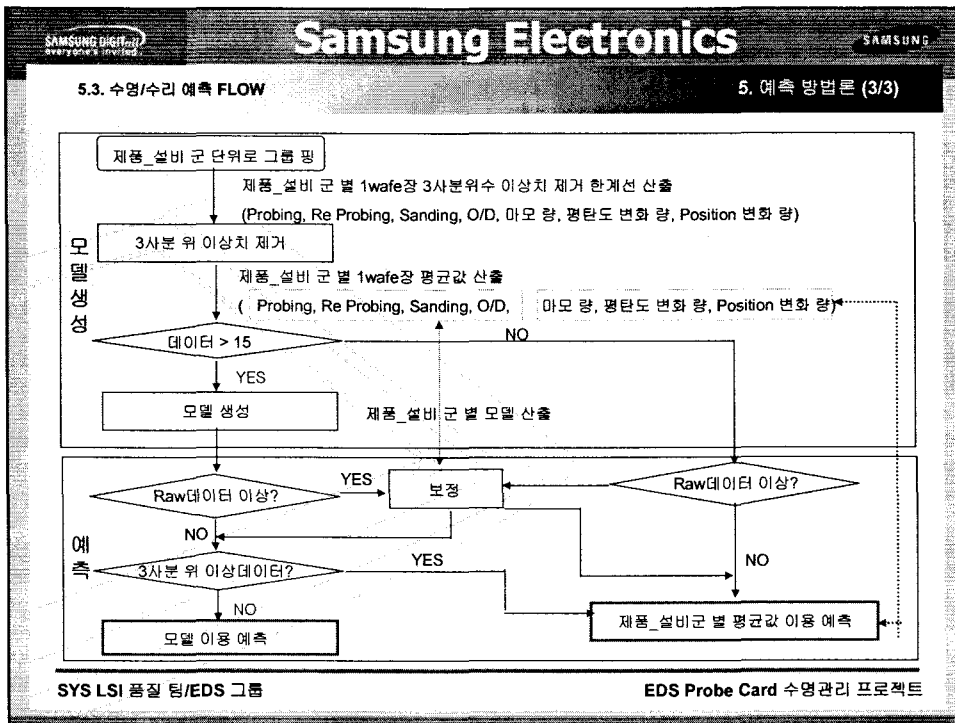 SAMSUNG DIGITall
everyone's invited
Samsung Electronics
SAMSUNG
5.3. 수명/수리 예측 FLOW
5. 예측 방법론 (3/3)
모델생성
제품_설비 군 단위로 그룹 핑
제품_설비 군 별 1wafe장 3사분위수 이상치 제거 한계선 산출
(Probing, Re Probing, Sanding, O/D, 마모 량, 평탄도 변화 량, Position 변화 량)
3사분 위 이상치 제거
제품_설비 군 별 1wafe장 평균값 산출
( Probing, Re Probing, Sanding, O/D, 마모 량, 평탄도 변화 량, Position 변화 량)
데이터 > 15
NO
YES
모델 생성
제품_설비 군 별 모델 산출
예측
Raw데이터 이상?
YES
보정
Raw데이터 이상?
NO
3사분 위 이상데이터?
YES
NO
NO
모델 이용 예측
제품_설비군 별 평균값 이용 예측
SYS LSI 품질 팀/EDS 그룹
EDS Probe Card 수명관리 프로젝트